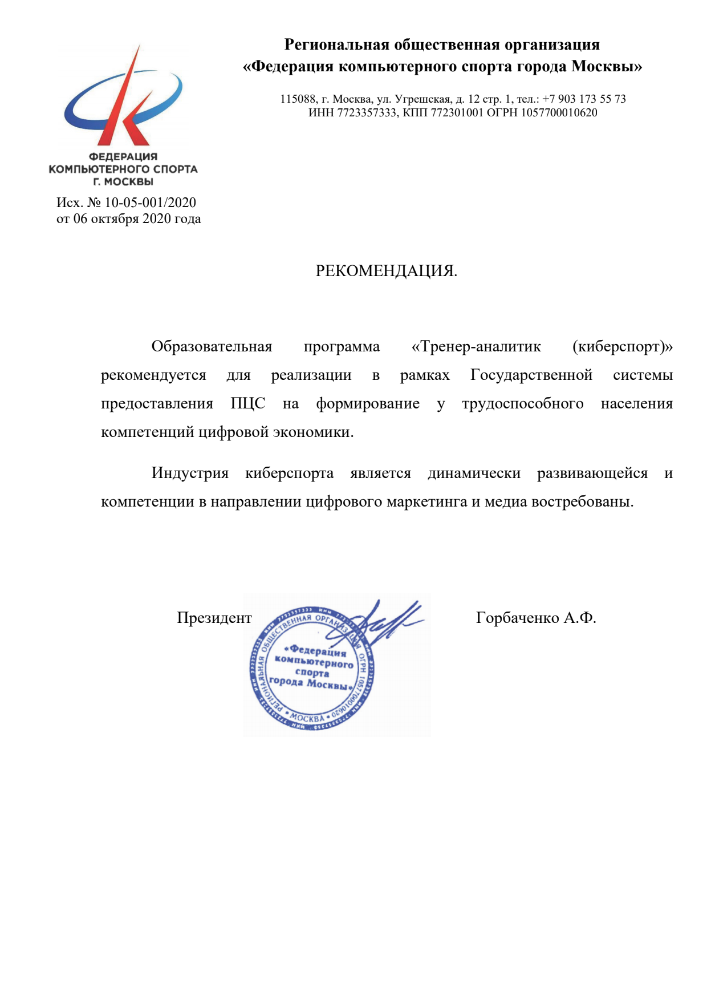 Региональная общественная организация
«Федерация компьютерного спорта города Москвы»
115088, г. Москва, ул. Угрешская, д. 12 стр. 1, тел.: +7 903 173 55 73
ИНН 7723357333, КПП 772301001 ОГРН 1057700010620
ФЕДЕРАЦИЯ
КОМПЬЮТЕРНОГО СПОРТА
Г. МОСКВЫ
Исх. № 10-05-001/2020
от 06 октября 2020 года
РЕКОМЕНДАЦИЯ.
Образовательная программа «Тренер-аналитик (киберспорт)»
рекомендуется для реализации в рамках Государственной системы
предоставления ПЦС на формирование у трудоспособного населения
компетенций цифровой экономики.
Индустрия киберспорта является динамически развивающейся и
компетенции в направлении цифрового маркетинга и медиа востребованы.
Президент Горбаченко А.Ф.
РЕГИОНАЛЬНАЯ ОБЩЕСТВЕННАЯ ОРГАНИЗАЦИЯ ОГРН 1057700010620
• МОСКВА •
«Федерация
компьютерного
спорта
города Москвы»